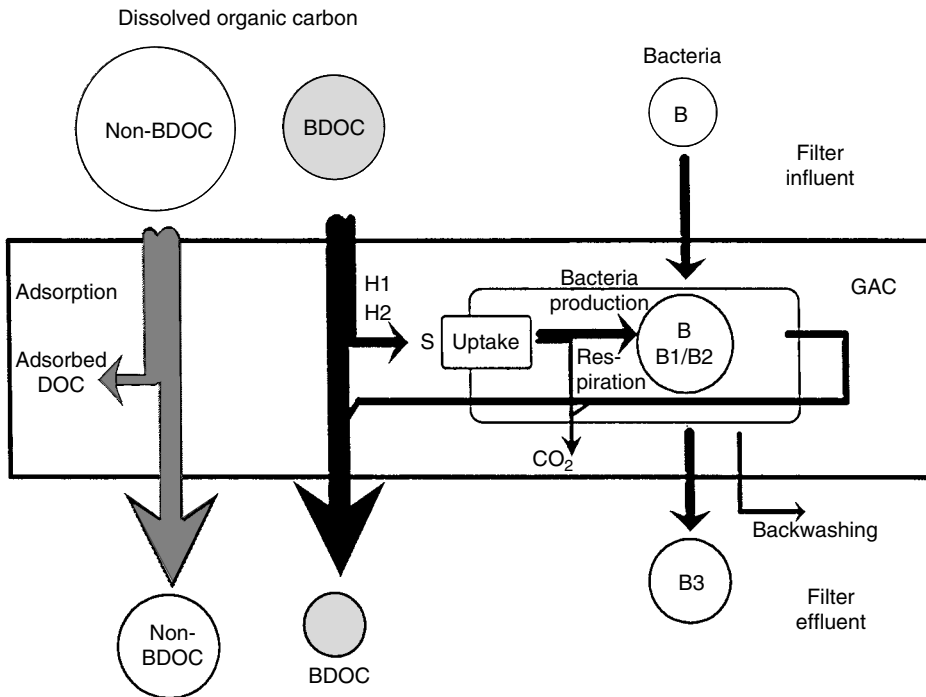 Dissolved organic carbon
Non-BDOC
BDOC
Bacteria
B
Filter
influent
Adsorption
Adsorbed
DOC
H1
H2
S
Uptake
Bacteria
production
Res-
piration
B
B1/B2
GAC
CO₂
Backwashing
Non-
BDOC
BDOC
B3
Filter
effluent